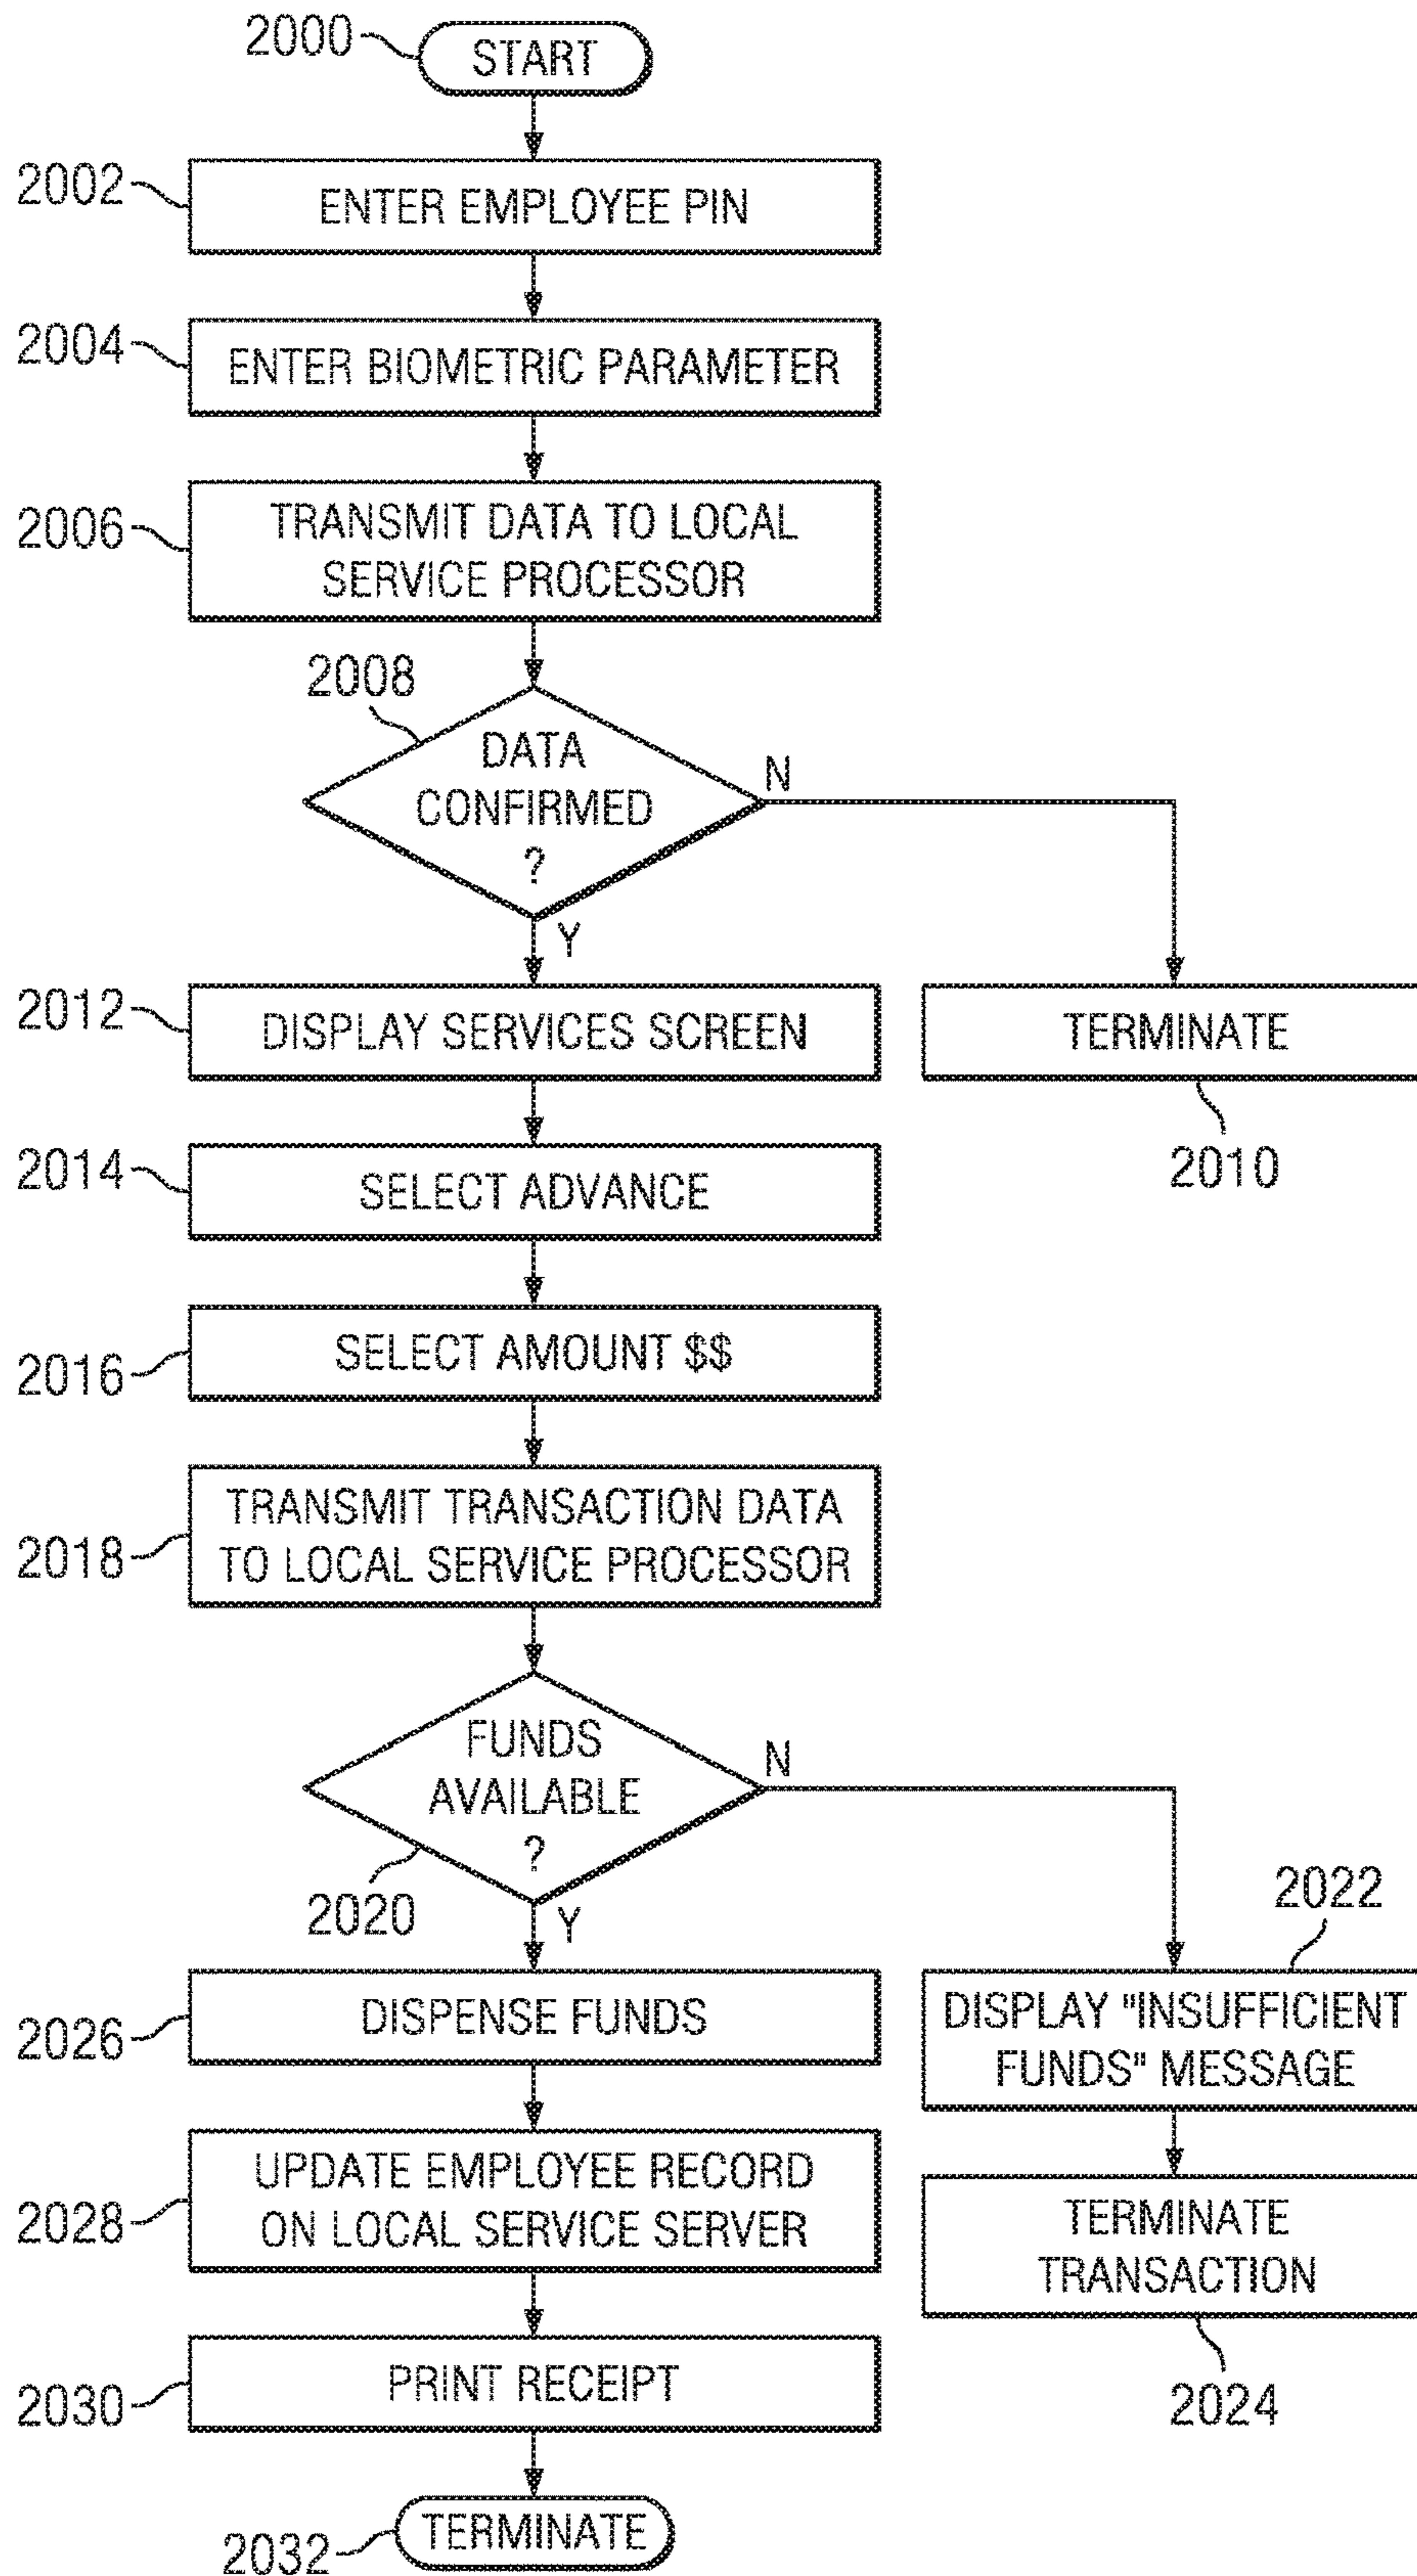 2000
START
2002
ENTER EMPLOYEE PIN
2004
ENTER BIOMETRIC PARAMETER
2006
TRANSMIT DATA TO LOCAL
SERVICE PROCESSOR
2008
DATA
CONFIRMED
?
N
Y
2012
DISPLAY SERVICES SCREEN
TERMINATE
2010
2014
SELECT ADVANCE
2016
SELECT AMOUNT $$
2018
TRANSMIT TRANSACTION DATA
TO LOCAL SERVICE PROCESSOR
FUNDS
AVAILABLE
?
N
2020
Y
2022
2026
DISPENSE FUNDS
DISPLAY "INSUFFICIENT
FUNDS" MESSAGE
2028
UPDATE EMPLOYEE RECORD
ON LOCAL SERVICE SERVER
TERMINATE
TRANSACTION
2024
2030
PRINT RECEIPT
2032
TERMINATE